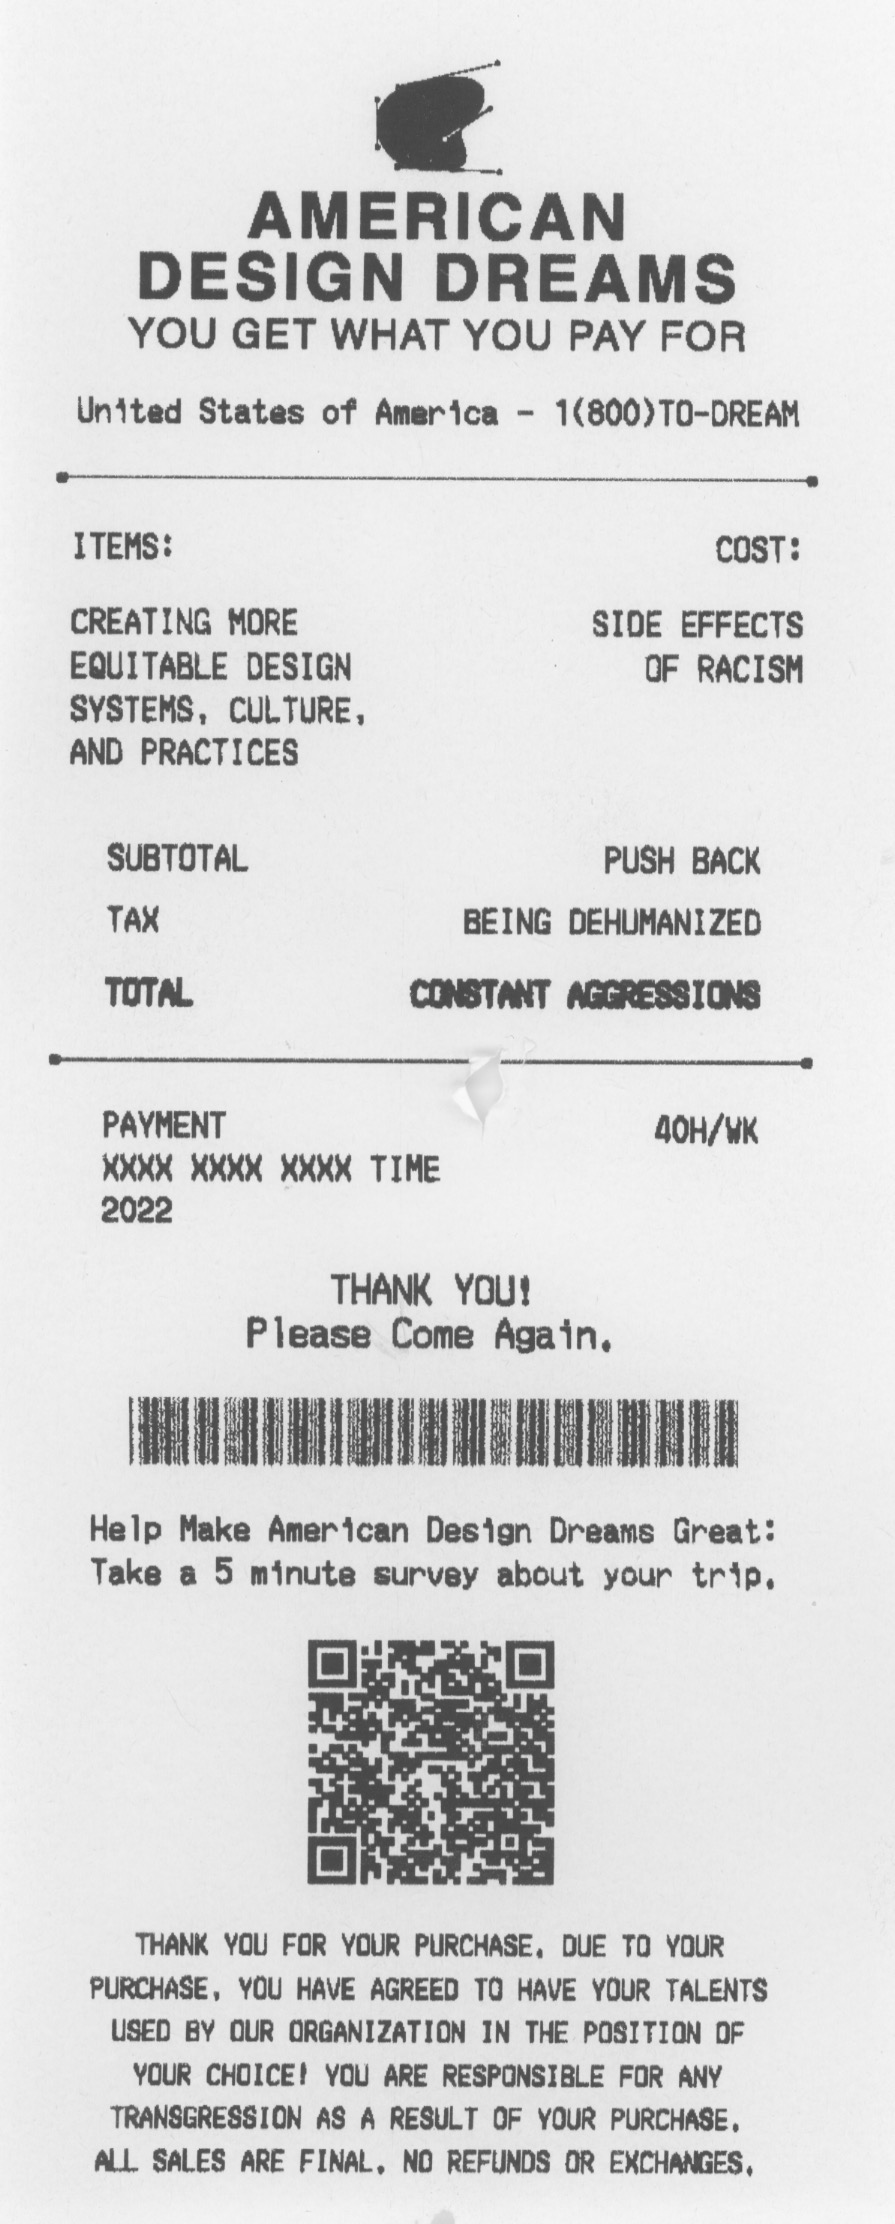 AMERICAN
DESIGN DREAMS
YOU GET WHAT YOU PAY FOR
United States of America - 1(800)TO-DREAM
ITEMS: COST:
CREATING MORE SIDE EFFECTS
EQUITABLE DESIGN OF RACISM
SYSTEMS, CULTURE,
AND PRACTICES
SUBTOTAL PUSH BACK
TAX BEING DEHUMANIZED
TOTAL CONSTANT AGGRESSIONS
PAYMENT 40H/WK
XXXX XXXX XXXX TIME
2022
THANK YOU!
Please Come Again.
Help Make American Design Dreams Great:
Take a 5 minute survey about your trip.
THANK YOU FOR YOUR PURCHASE. DUE TO YOUR
PURCHASE, YOU HAVE AGREED TO HAVE YOUR TALENTS
USED BY OUR ORGANIZATION IN THE POSITION OF
YOUR CHOICE! YOU ARE RESPONSIBLE FOR ANY
TRANSGRESSION AS A RESULT OF YOUR PURCHASE.
ALL SALES ARE FINAL. NO REFUNDS OR EXCHANGES.